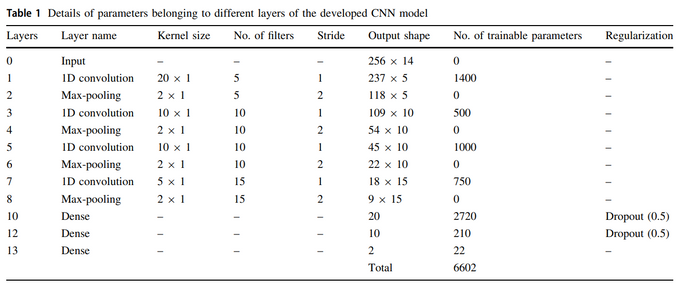 Table 1 Details of parameters belonging to different layers of the developed CNN model
Layers Layer name Kernel size No. of filters Stride Output shape No. of trainable parameters Regularization
0 Input – – – 256 × 14 0 –
1 1D convolution 20 × 1 5 1 237 × 5 1400 –
2 Max-pooling 2 × 1 5 2 118 × 5 0 –
3 1D convolution 10 × 1 10 1 109 × 10 500 –
4 Max-pooling 2 × 1 10 2 54 × 10 0 –
5 1D convolution 10 × 1 10 1 45 × 10 1000 –
6 Max-pooling 2 × 1 10 2 22 × 10 0 –
7 1D convolution 5 × 1 15 1 18 × 15 750 –
8 Max-pooling 2 × 1 15 2 9 × 15 0 –
10 Dense – – – 20 2720 Dropout (0.5)
12 Dense – – – 10 210 Dropout (0.5)
13 Dense – – – 2 22 –
Total 6602